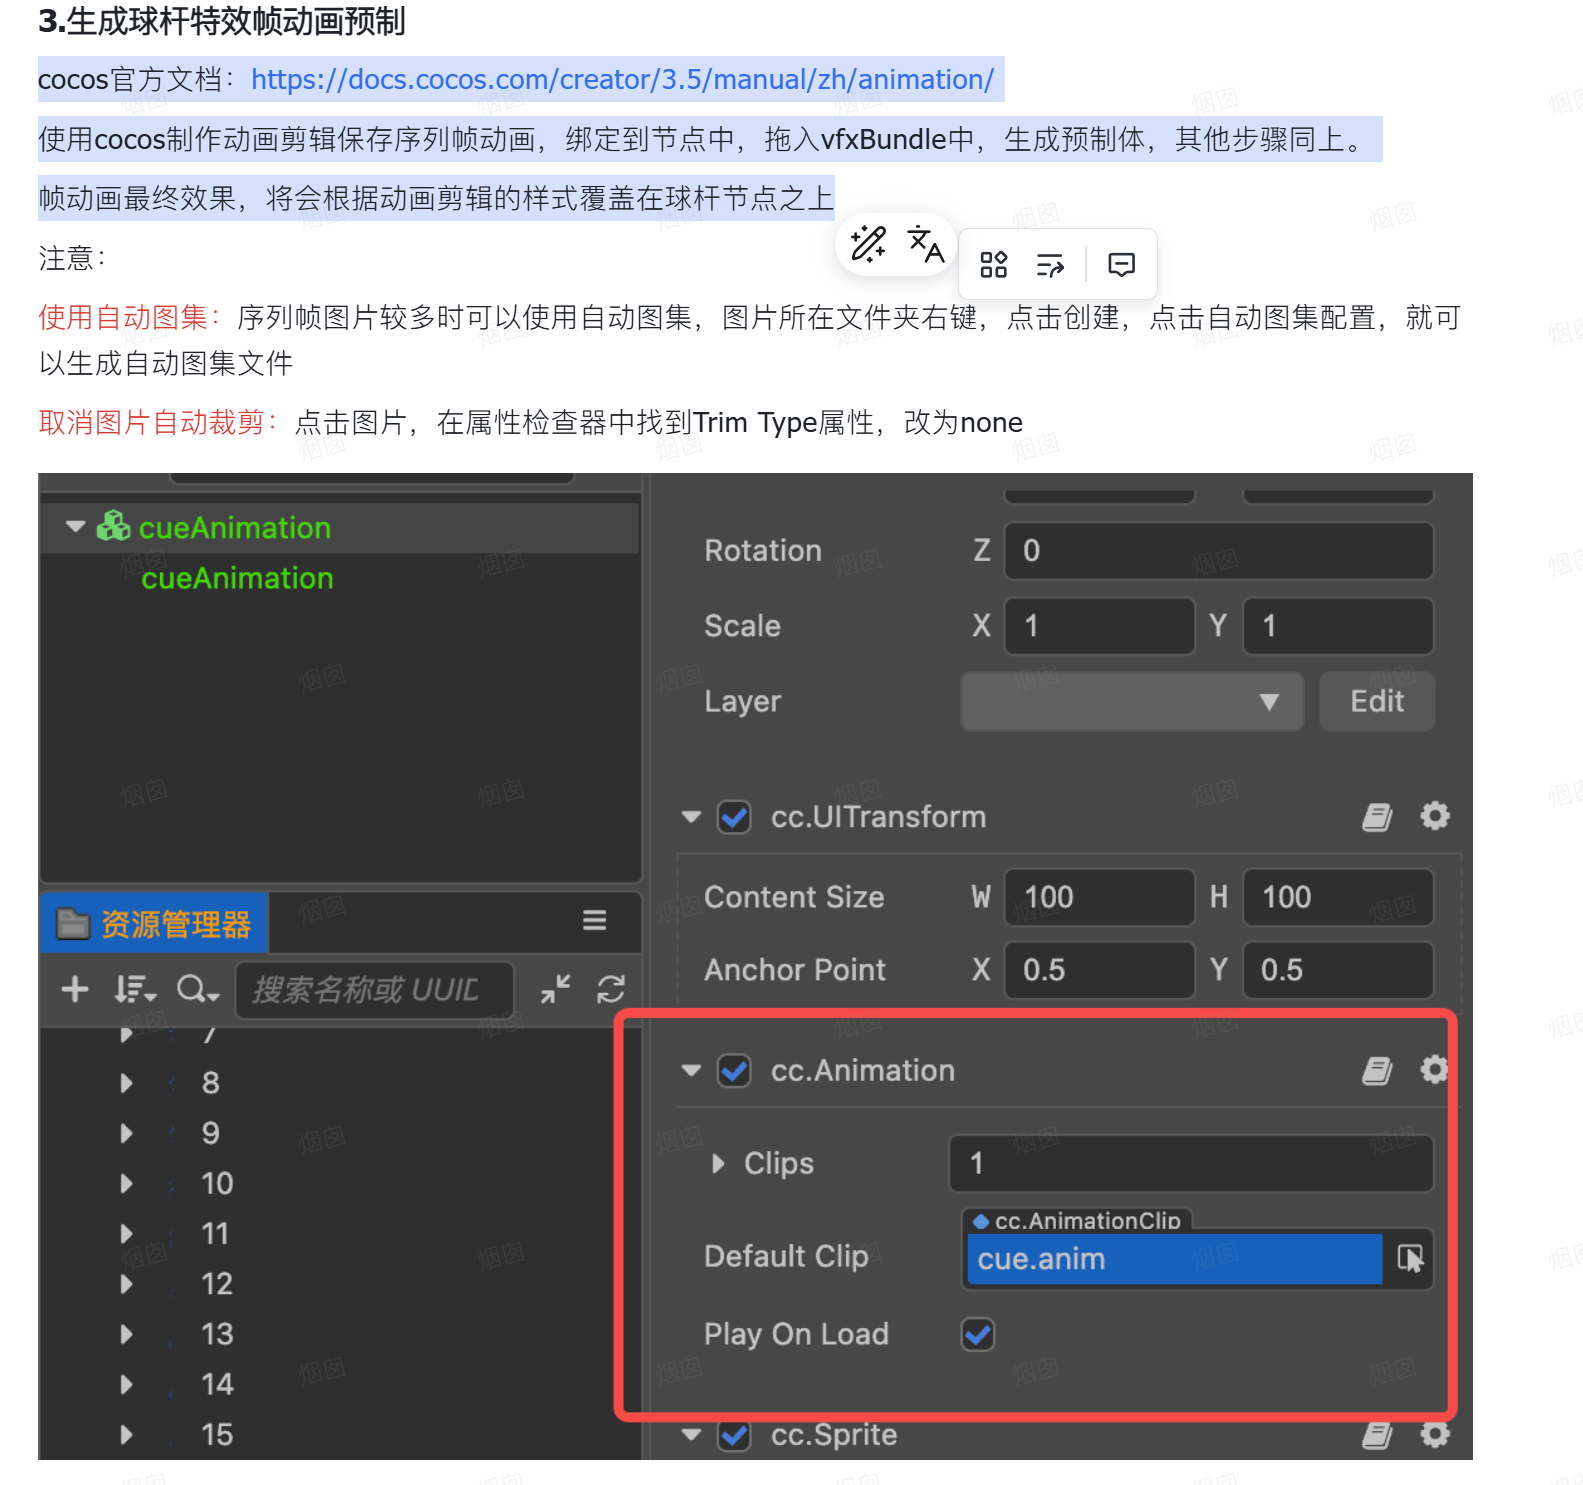 3.生成球杆特效帧动画预制
cocos官方文档：https://docs.cocos.com/creator/3.5/manual/zh/animation/
使用cocos制作动画剪辑保存序列帧动画，绑定到节点中，拖入vfxBundle中，生成预制体，其他步骤同上。
帧动画最终效果，将会根据动画剪辑的样式覆盖在球杆节点之上
注意：
使用自动图集：序列帧图片较多时可以使用自动图集，图片所在文件夹右键，点击创建，点击自动图集配置，就可
以生成自动图集文件
取消图片自动裁剪：点击图片，在属性检查器中找到Trim Type属性，改为none
cueAnimation
cueAnimation
Rotation Z 0
Scale X 1 Y 1
Layer Edit
cc.UITransform
Content Size W 100 H 100
Anchor Point X 0.5 Y 0.5
资源管理器
搜索名称或 UUID
7
8
9
10
11
12
13
14
15
cc.Animation
Clips 1
cc.AnimationClip
Default Clip cue.anim
Play On Load
cc.Sprite
烟囱